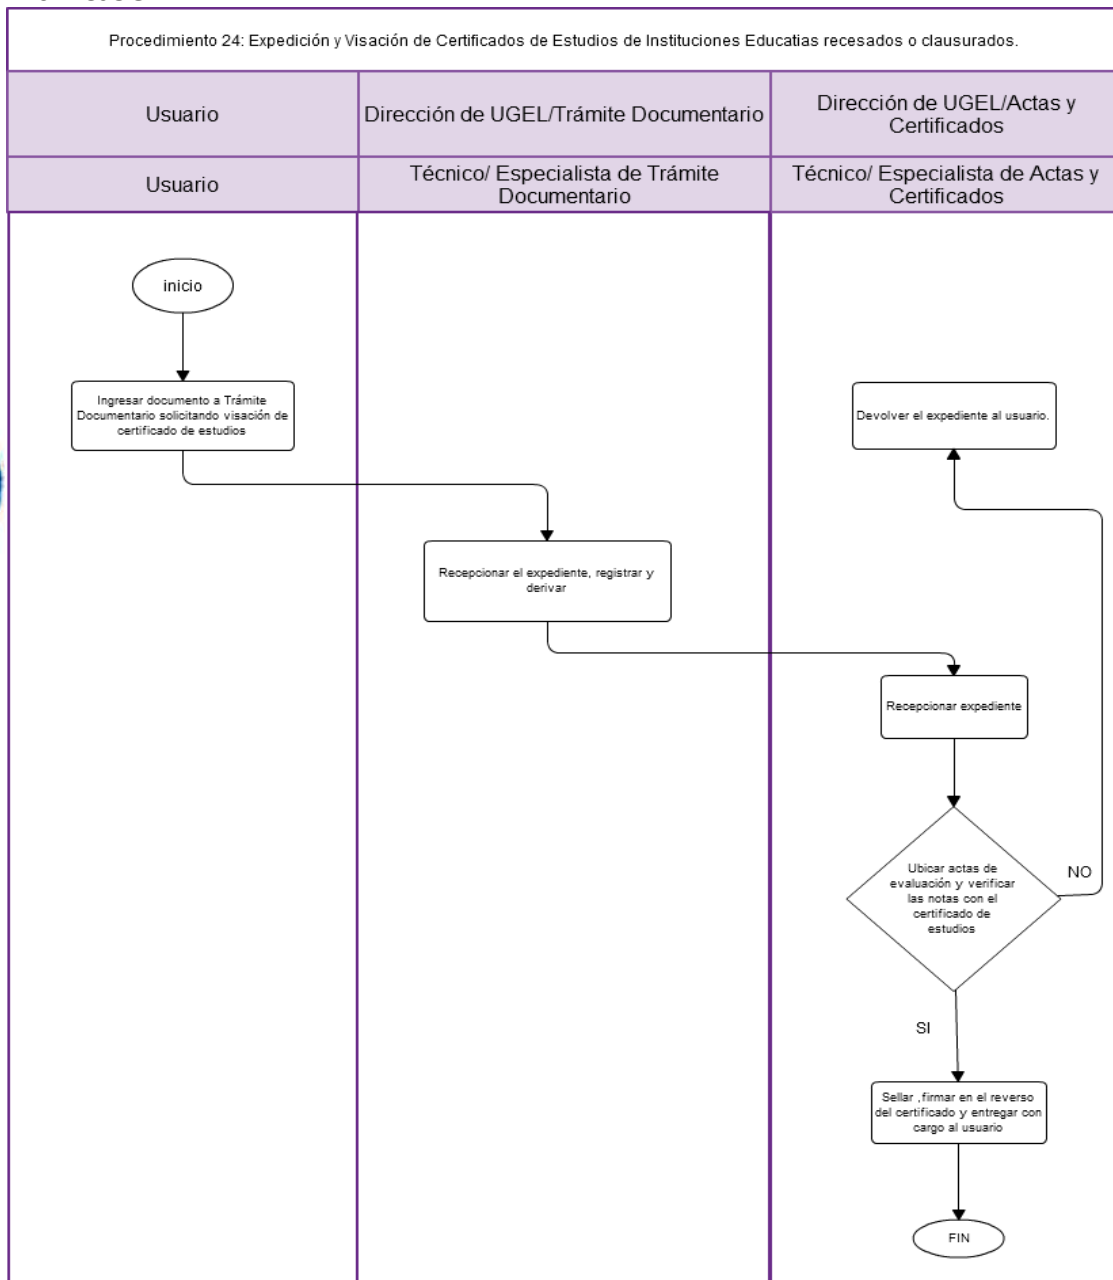 Procedimiento 24: Expedición y Visación de Certificados de Estudios de Instituciones Educatias recesados o clausurados.
Usuario
Dirección de UGEL/Trámite Documentario
Dirección de UGEL/Actas y
Certificados
Usuario
Técnico/ Especialista de Trámite
Documentario
Técnico/ Especialista de Actas y
Certificados
inicio
Ingresar documento a Trámite
Documentario solicitando visación de
certificado de estudios
Devolver el expediente al usuario.
Recepcionar el expediente, registrar y
derivar
Recepcionar expediente
Ubicar actas de
evaluación y verificar
las notas con el
certificado de
estudios
NO
SI
Sellar ,firmar en el reverso
del certificado y entregar con
cargo al usuario
FIN